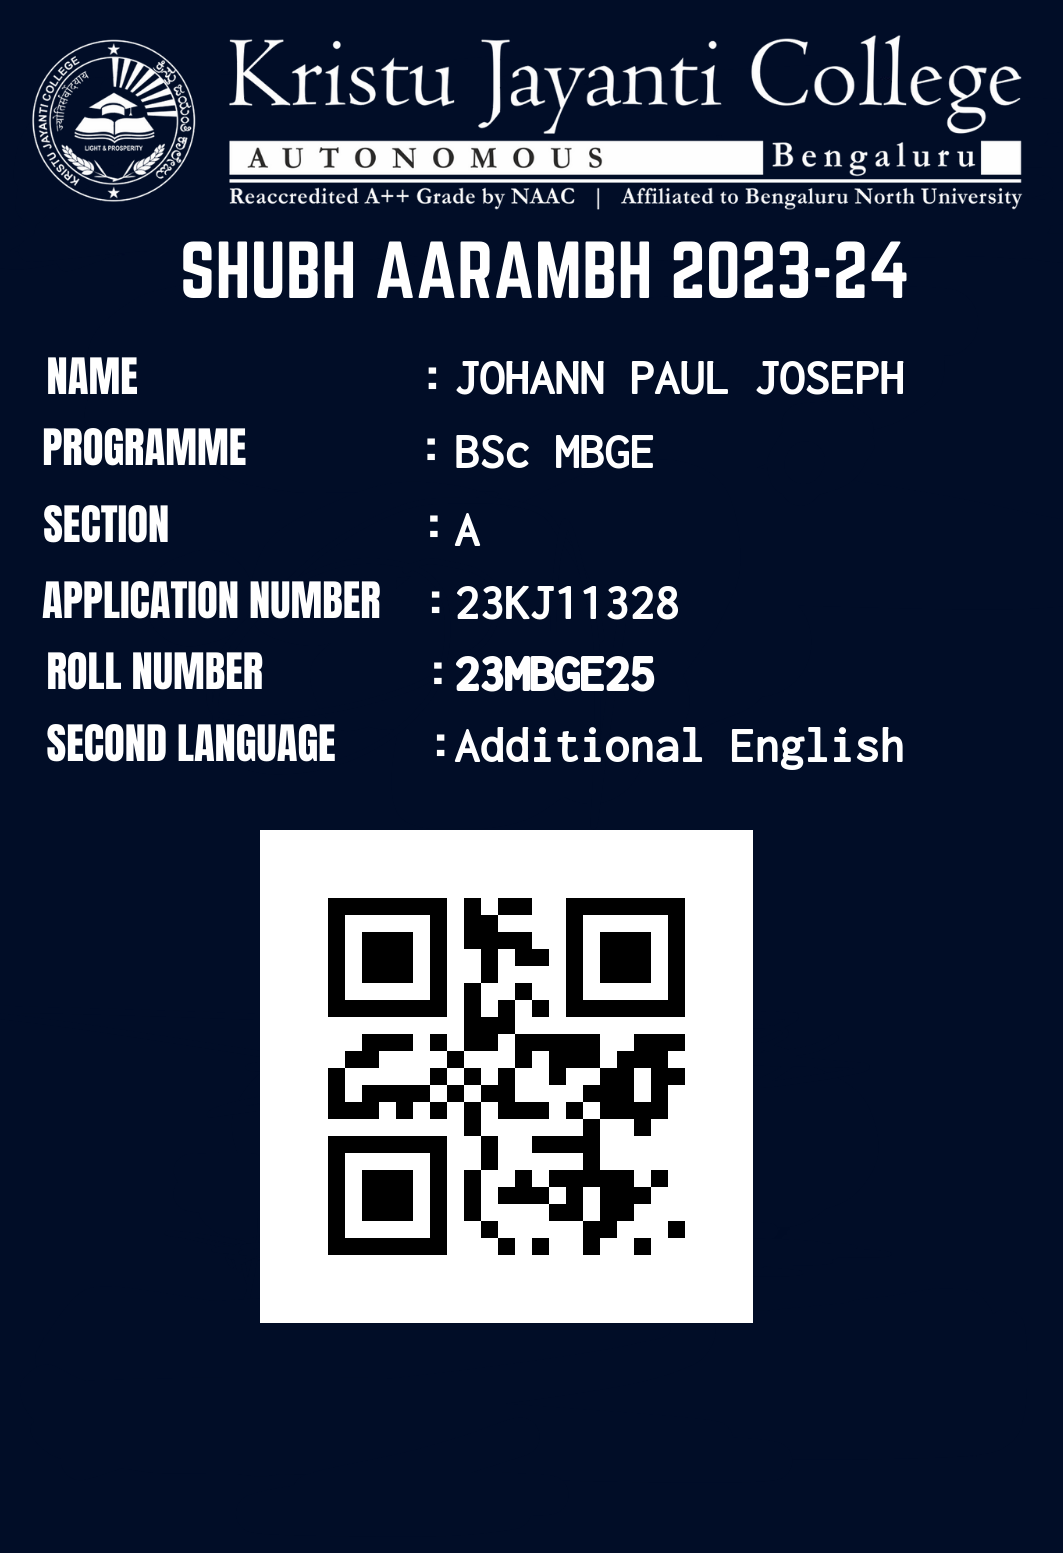 Kristu Jayanti College
AUTONOMOUS Bengaluru
Reaccredited A++ Grade by NAAC | Affiliated to Bengaluru North University
KRISTU JAYANTI COLLEGE
LIGHT & PROSPERITY
SHUBH AARAMBH 2023-24
NAME : JOHANN PAUL JOSEPH
PROGRAMME : BSc MBGE
SECTION : A
APPLICATION NUMBER : 23KJ11328
ROLL NUMBER : 23MBGE25
SECOND LANGUAGE : Additional English